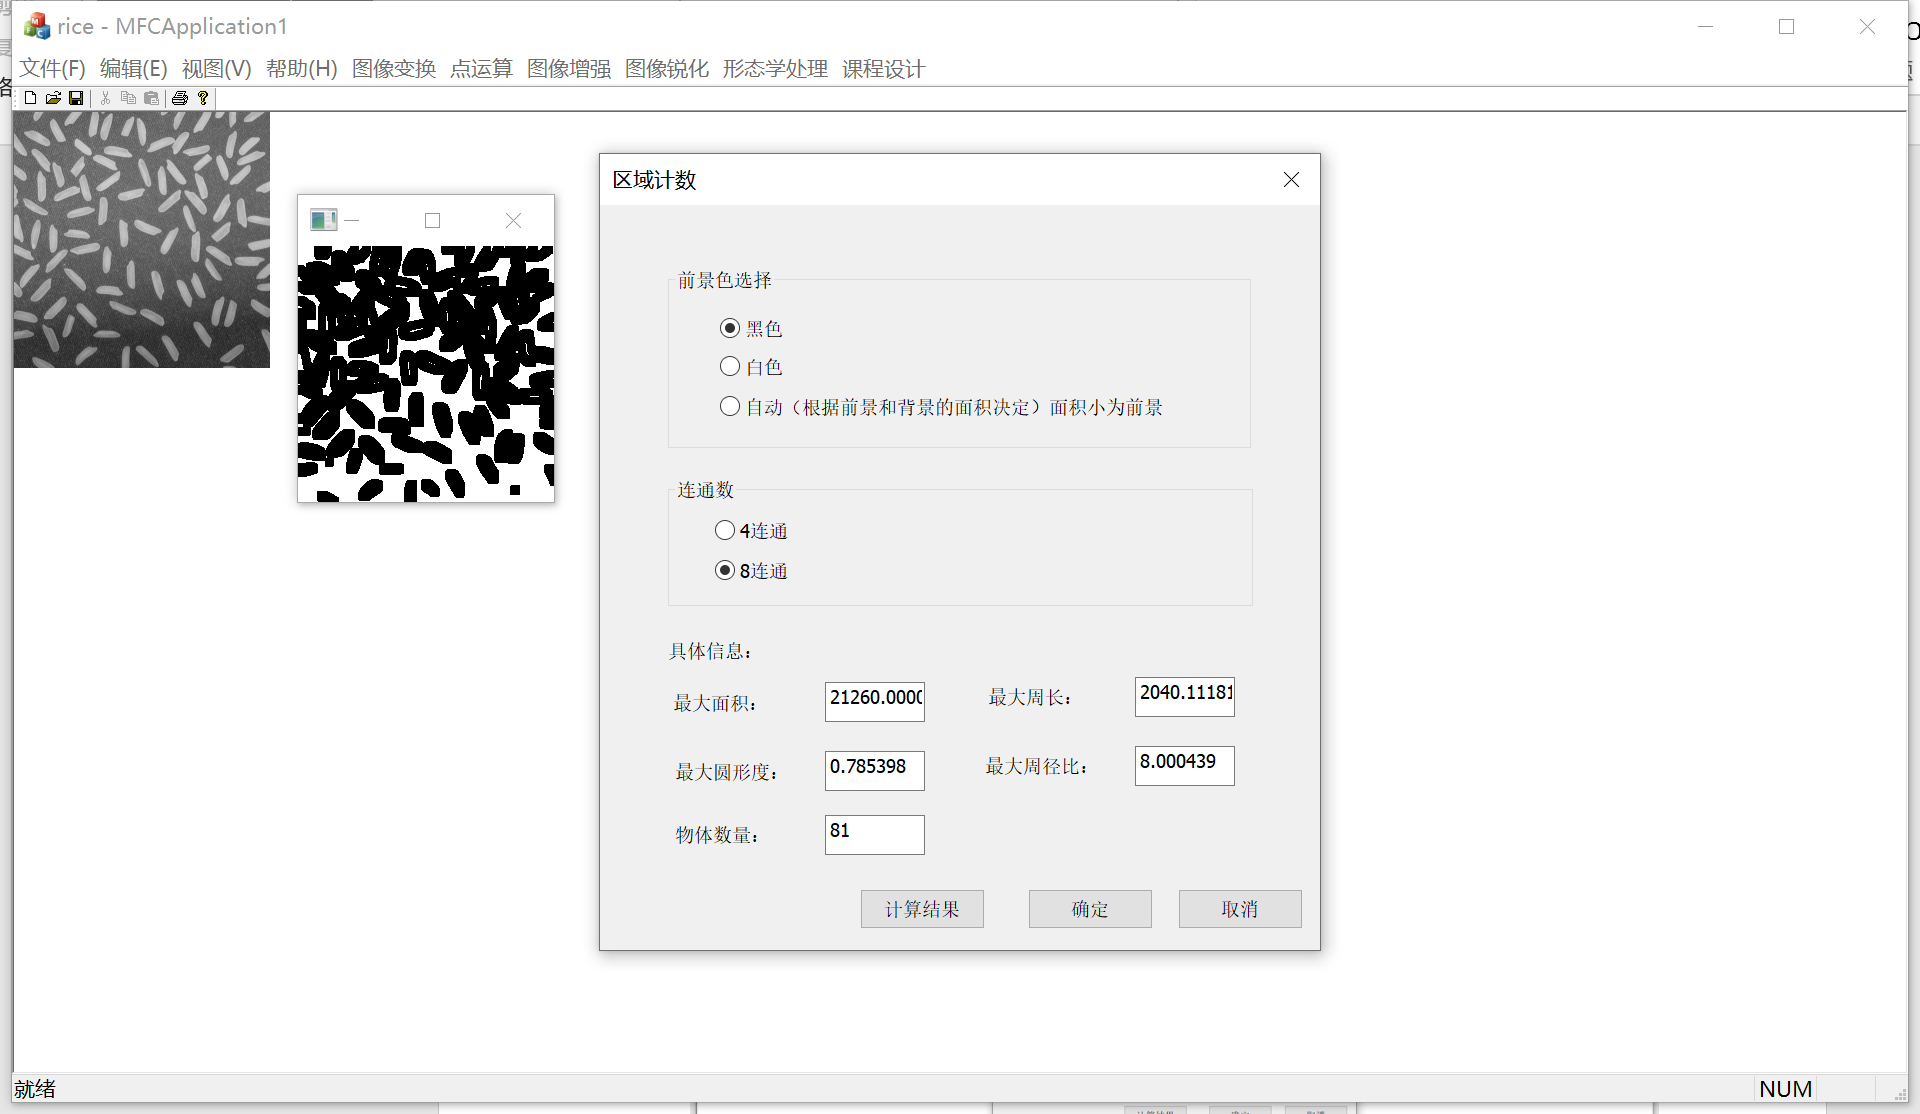 rice - MFCApplication1
文件(F) 编辑(E) 视图(V) 帮助(H) 图像变换 点运算 图像增强 图像锐化 形态学处理 课程设计
区域计数
前景色选择
黑色
白色
自动（根据前景和背景的面积决定）面积小为前景
连通数
4连通
8连通
具体信息：
最大面积： 21260.000 最大周长： 2040.11181
最大圆形度： 0.785398 最大周径比： 8.000439
物体数量： 81
计算结果 确定 取消
就绪 NUM